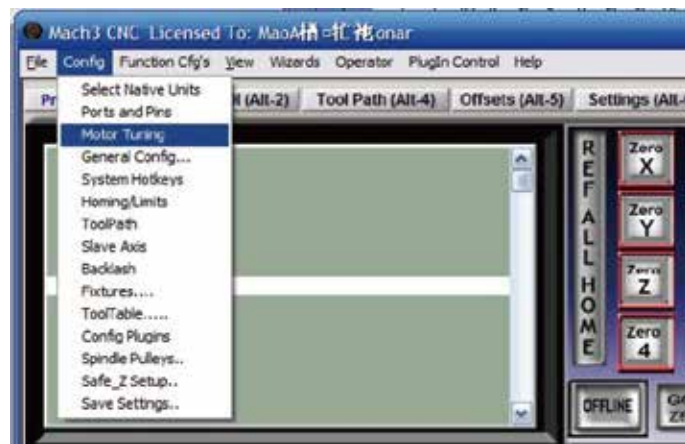 Mach3 CNC Licensed To:
File Config Function Cfg's View Wizards Operator PlugIn Control Help
(Alt-2) Tool Path (Alt-4) Offsets (Alt-5) Settings (Alt-
Select Native Units
Ports and Pins
Motor Tuning
General Config...
System Hotkeys
Homing/Limits
ToolPath
Slave Axis
Backlash
Fixtures....
ToolTable.....
Config Plugins
Spindle Pulleys..
Safe_Z Setup..
Save Settings..
REF ALL HOME
Zero
X
Zero
Y
Zero
Z
Zero
4
OFFLINE